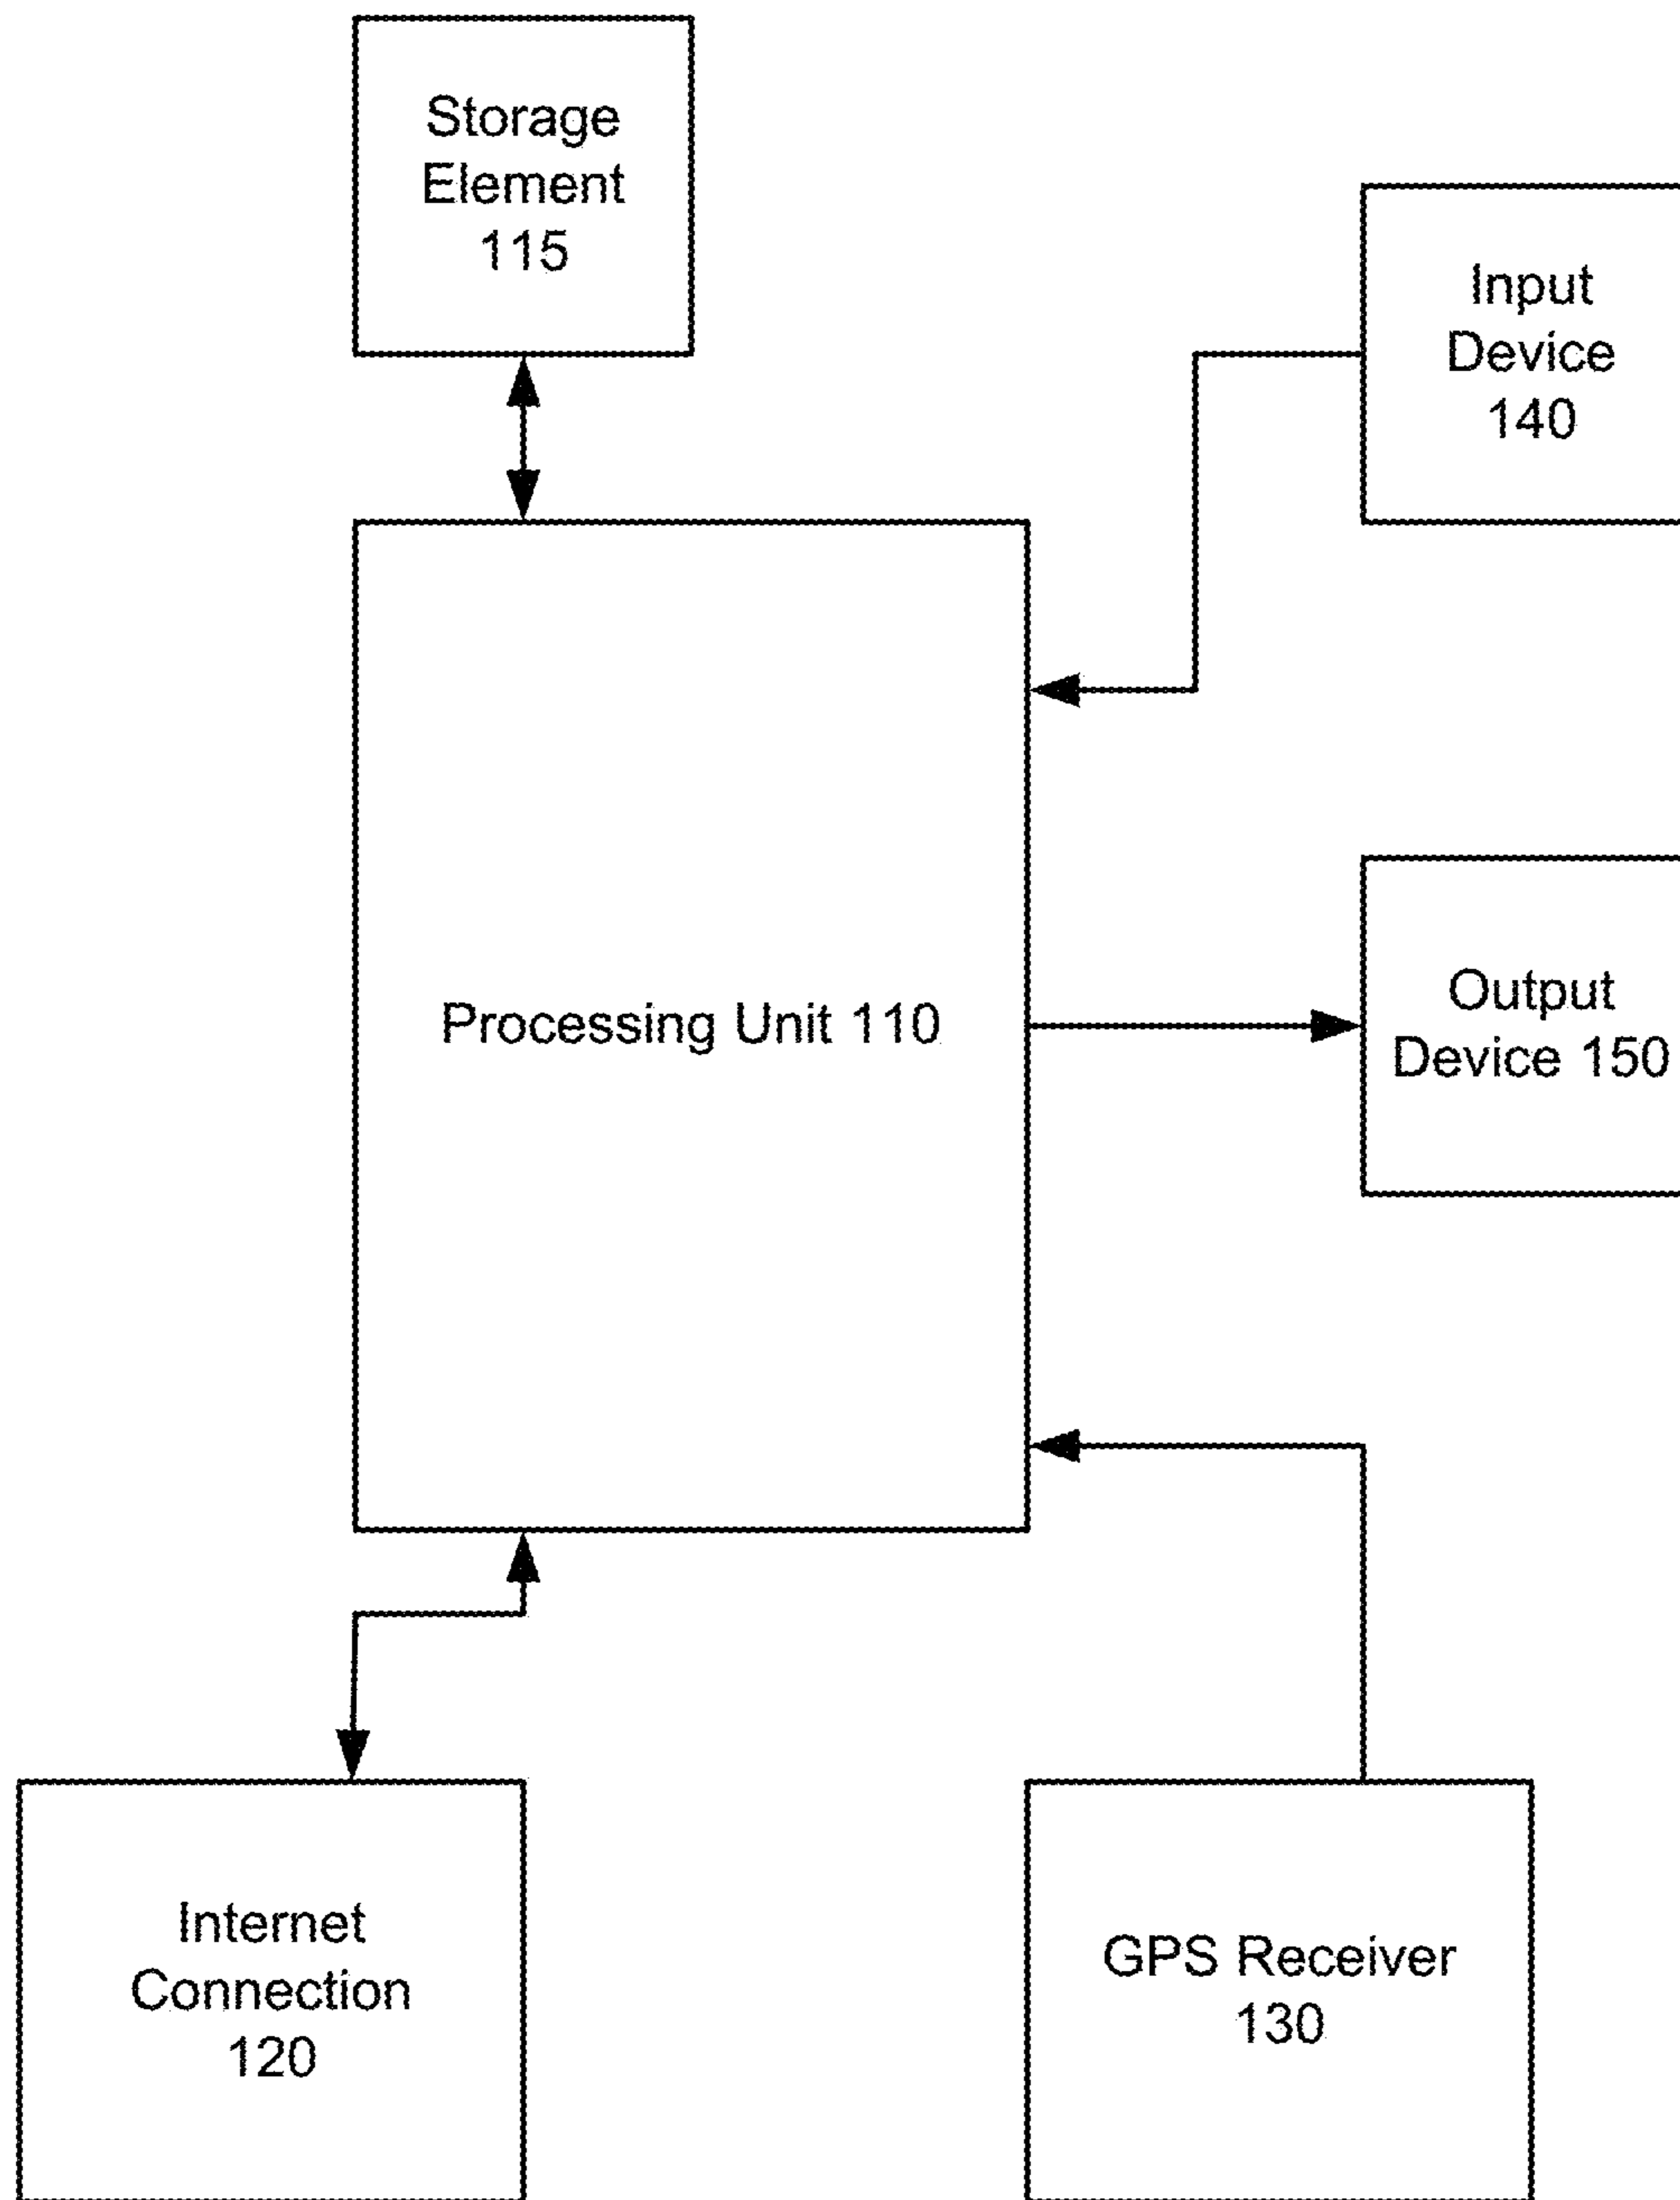 Storage
Element
115
Input
Device
140
Processing Unit 110
Output
Device 150
Internet
Connection
120
GPS Receiver
130